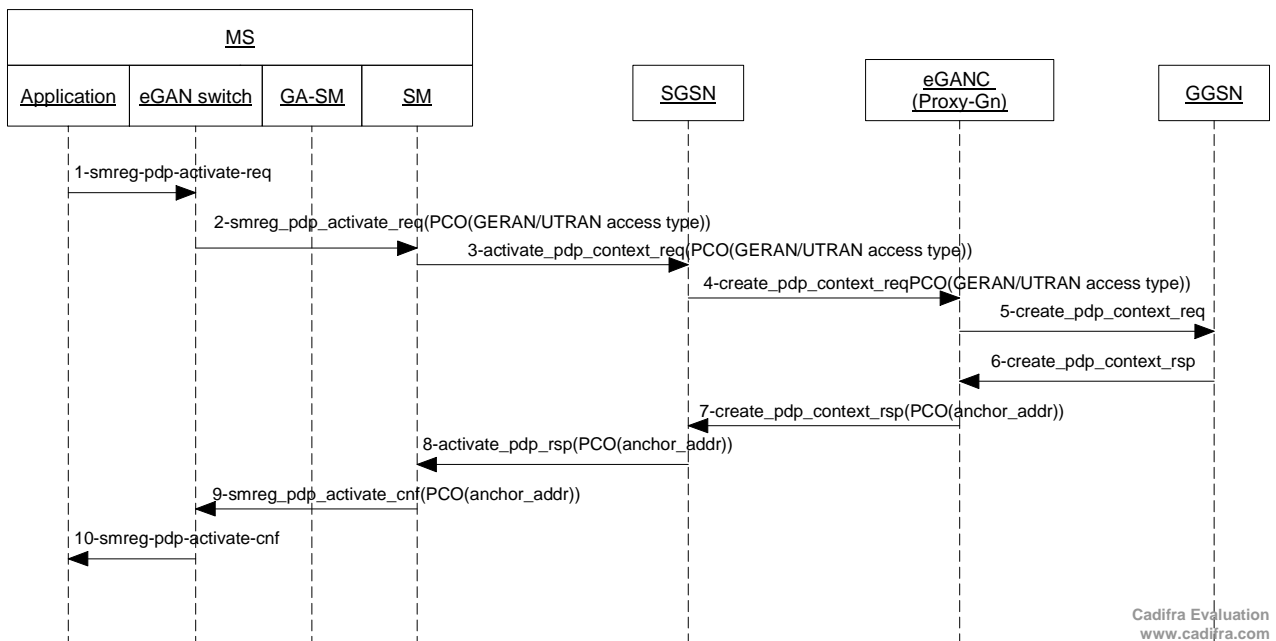 MS
Application
eGAN switch
GA-SM
SM
SGSN
eGANC
(Proxy-Gn)
GGSN
1-smreg-pdp-activate-req
2-smreg_pdp_activate_req(PCO(GERAN/UTRAN access type))
3-activate_pdp_context_req(PCO(GERAN/UTRAN access type))
4-create_pdp_context_reqPCO(GERAN/UTRAN access type))
5-create_pdp_context_req
6-create_pdp_context_rsp
7-create_pdp_context_rsp(PCO(anchor_addr))
8-activate_pdp_rsp(PCO(anchor_addr))
9-smreg_pdp_activate_cnf(PCO(anchor_addr))
10-smreg-pdp-activate-cnf
Cadifra Evaluation
www.cadifra.com